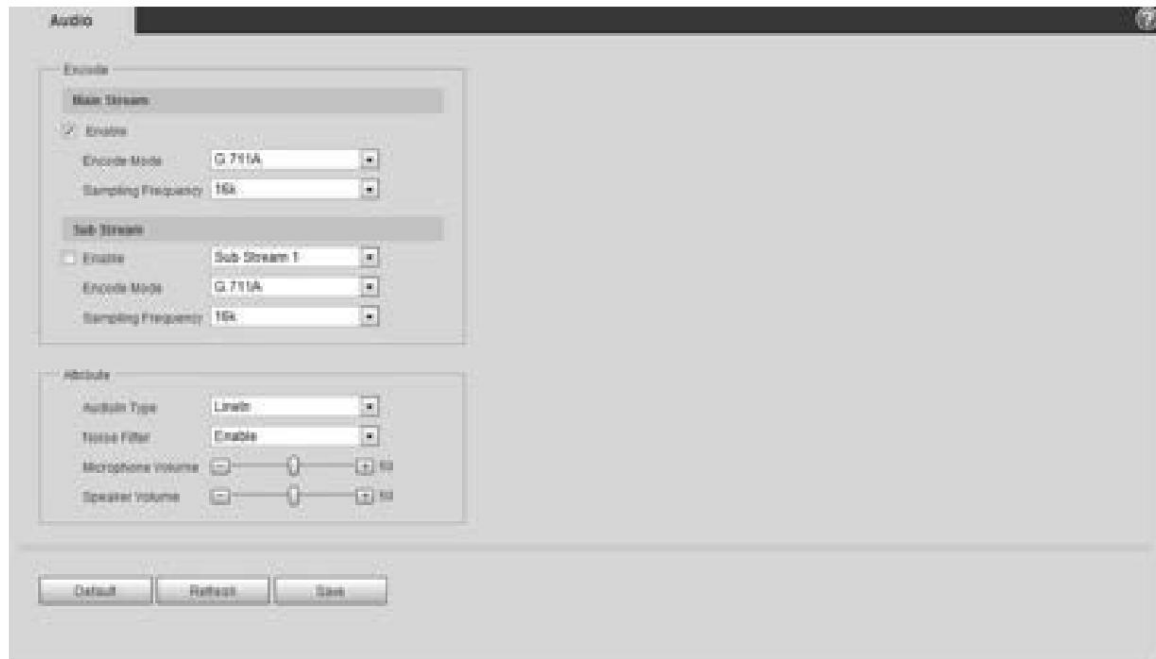 Audio
Encode
Main Stream
Enable
Encode Mode G.711A
Sampling Frequency 16k
Sub Stream
Enable Sub Stream 1
Encode Mode G.711A
Sampling Frequency 16k
Attribute
AudioIn Type LineIn
Noise Filter Enable
Microphone Volume 50
Speaker Volume 50
Default Refresh Save